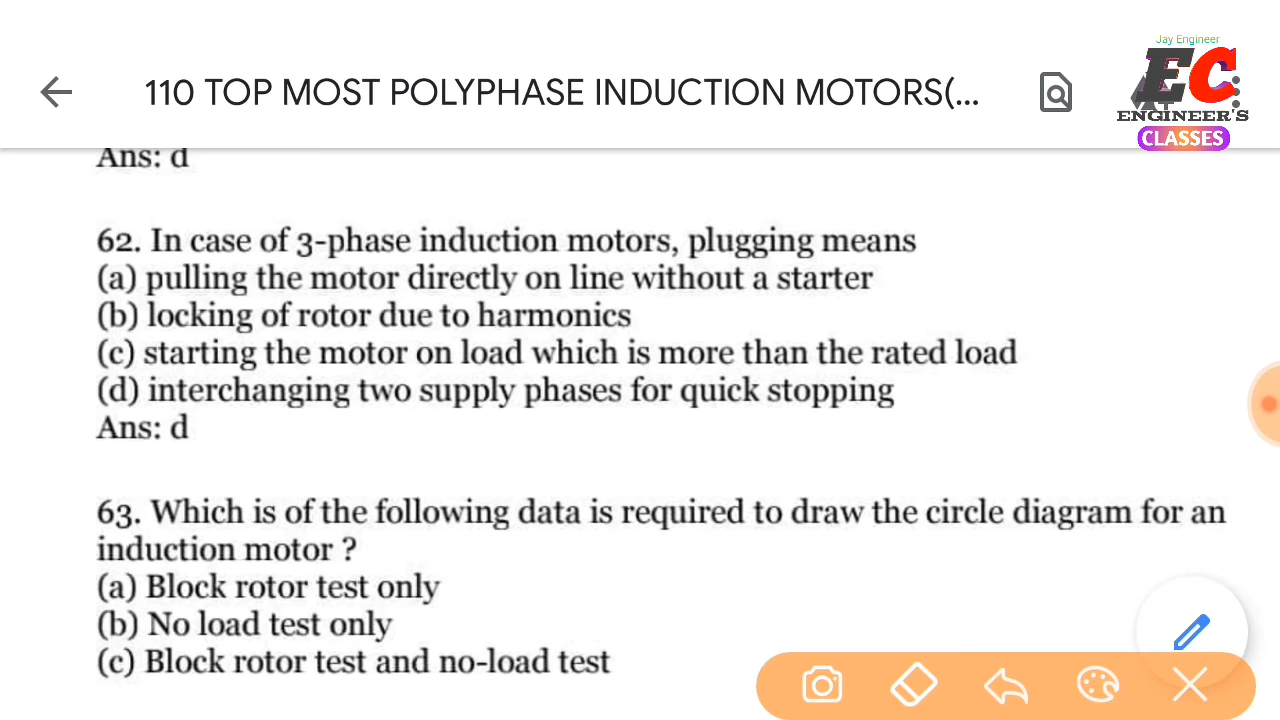 Jay Engineer
EC
ENGINEER'S
CLASSES
110 TOP MOST POLYPHASE INDUCTION MOTORS(...
Ans: d
62. In case of 3-phase induction motors, plugging means
(a) pulling the motor directly on line without a starter
(b) locking of rotor due to harmonics
(c) starting the motor on load which is more than the rated load
(d) interchanging two supply phases for quick stopping
Ans: d
63. Which is of the following data is required to draw the circle diagram for an
induction motor ?
(a) Block rotor test only
(b) No load test only
(c) Block rotor test and no-load test